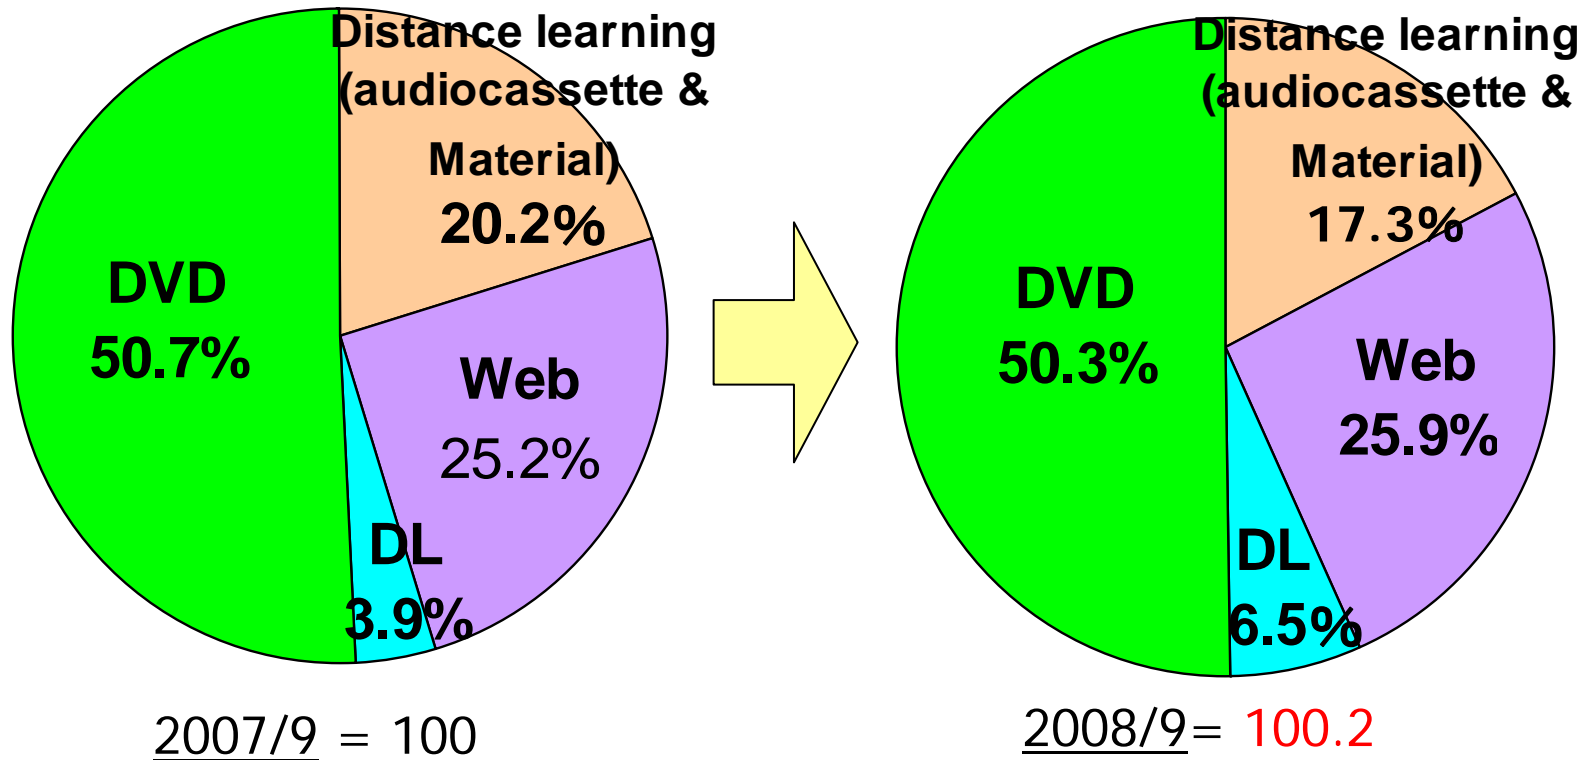 Distance learning
(audiocassette &
Material)
20.2%
DVD
50.7%
Web
25.2%
DL
3.9%
2007/9 = 100
Distance learning
(audiocassette &
Material)
17.3%
DVD
50.3%
Web
25.9%
DL
6.5%
2008/9= 100.2